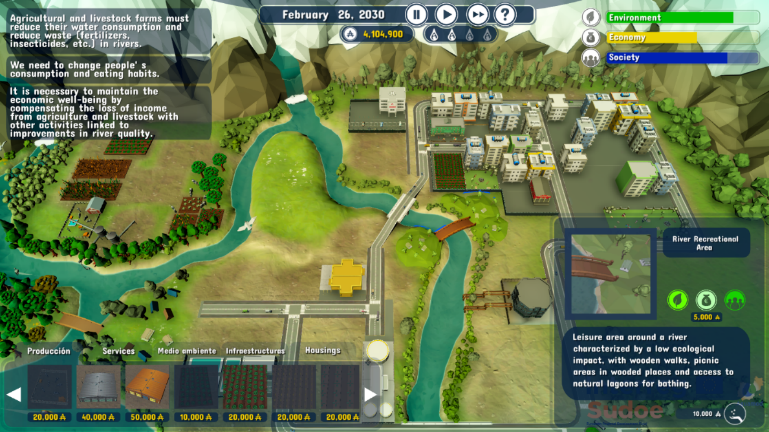 Agricultural and livestock farms must
reduce their water consumption and
reduce waste (fertilizers,
insecticides, etc.) in rivers.
We need to change people's
consumption and eating habits.
It is necessary to maintain the
economic well-being by
compensating the loss of income
from agriculture and livestock with
other activities linked to
improvements in river quality.
February 26, 2030
?
4,104,900
Environment
Economy
Society
River Recreational
Area
5.000
Leisure area around a river
characterized by a low ecological
impact, with wooden walks, picnic
areas in wooded places and access to
natural lagoons for bathing.
Sudoe
10.000
Producción Services Medio ambiente Infraestructuras Housings
20,000 40,000 50,000 10,000 20,000 20,000 20,000